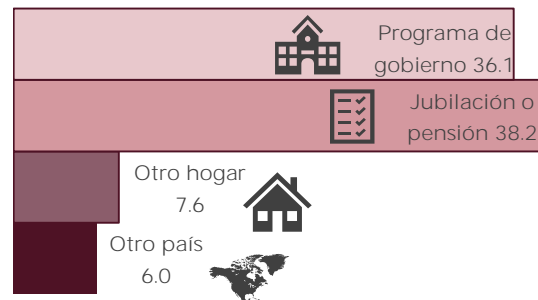 Programa de
gobierno 36.1
Jubilación o
pensión 38.2
Otro hogar
7.6
Otro país
6.0